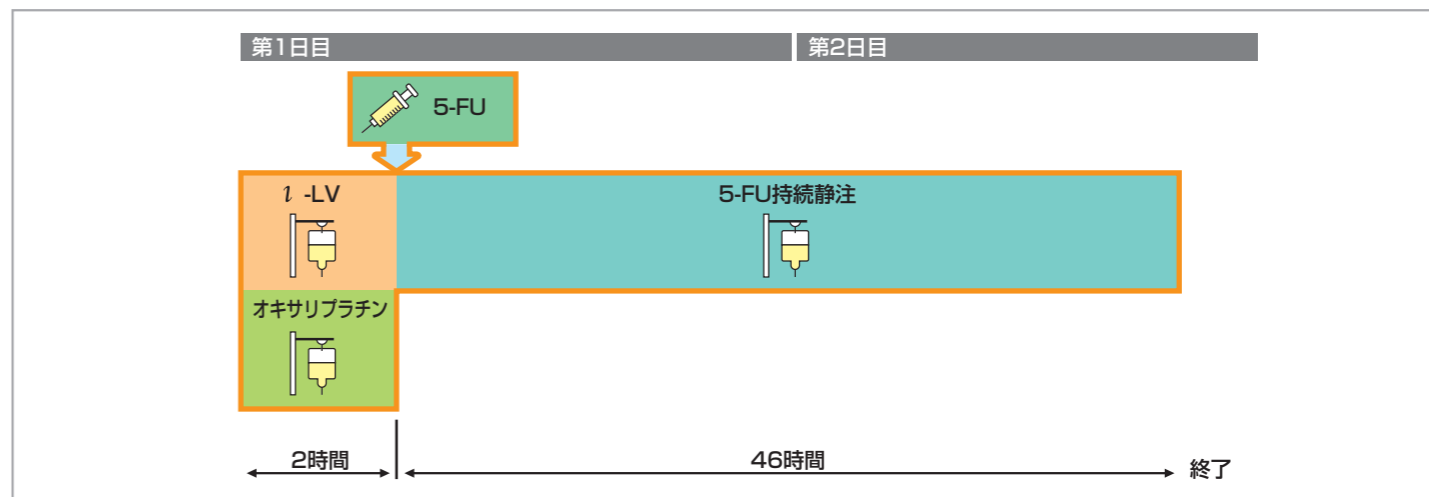 第1日目
第2日目
5-FU
l -LV
5-FU持続静注
オキサリプラチン
2時間
46時間
終了